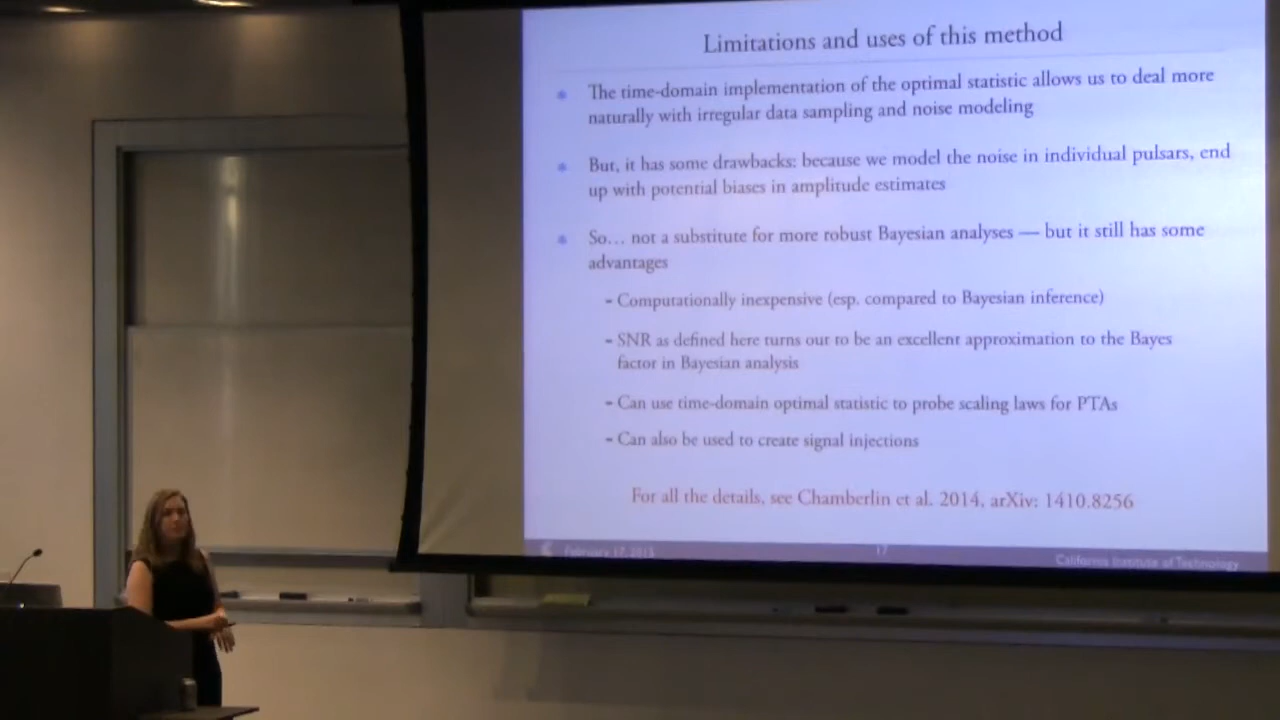 Limitations and uses of this method
The time-domain implementation of the optimal statistic allows us to deal more
naturally with irregular data sampling and noise modeling
But, it has some drawbacks: because we model the noise in individual pulsars, end
up with potential biases in amplitude estimates
So... not a substitute for more robust Bayesian analyses — but it still has some
advantages
- Computationally inexpensive (esp. compared to Bayesian inference)
- SNR as defined here turns out to be an excellent approximation to the Bayes
factor in Bayesian analysis
- Can use time-domain optimal statistic to probe scaling laws for PTAs
- Can also be used to create signal injections
For all the details, see Chamberlin et al. 2014, arXiv: 1410.8256
February 17, 2015
17
California Institute of Technology